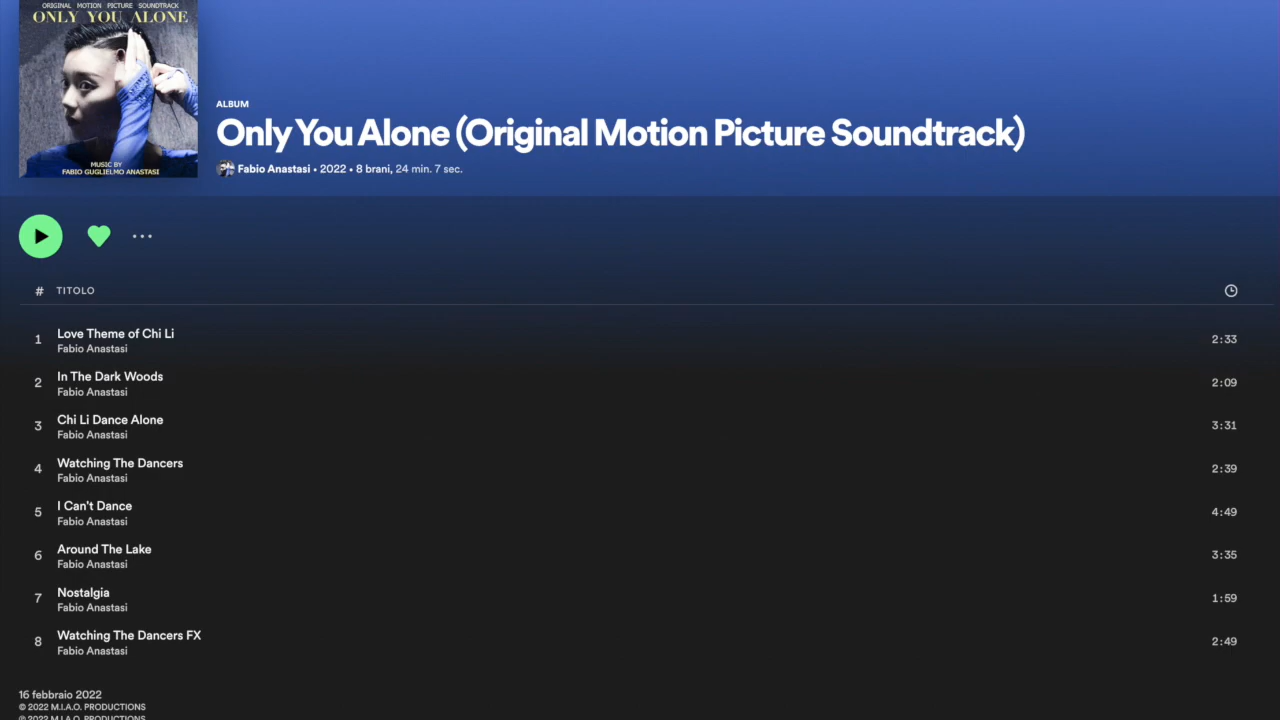 ORIGINAL MOTION PICTURE SOUNDTRACK
ONLY YOU ALONE
MUSIC BY
FABIO GUGLIELMO ANASTASI
ALBUM
Only You Alone (Original Motion Picture Soundtrack)
Fabio Anastasi • 2022 • 8 brani, 24 min. 7 sec.
# TITOLO
1 Love Theme of Chi Li 2:33
Fabio Anastasi
2 In The Dark Woods 2:09
Fabio Anastasi
3 Chi Li Dance Alone 3:31
Fabio Anastasi
4 Watching The Dancers 2:39
Fabio Anastasi
5 I Can't Dance 4:49
Fabio Anastasi
6 Around The Lake 3:35
Fabio Anastasi
7 Nostalgia 1:59
Fabio Anastasi
8 Watching The Dancers FX 2:49
Fabio Anastasi
16 febbraio 2022
© 2022 M.I.A.O. PRODUCTIONS
℗ 2022 M.I.A.O. PRODUCTIONS